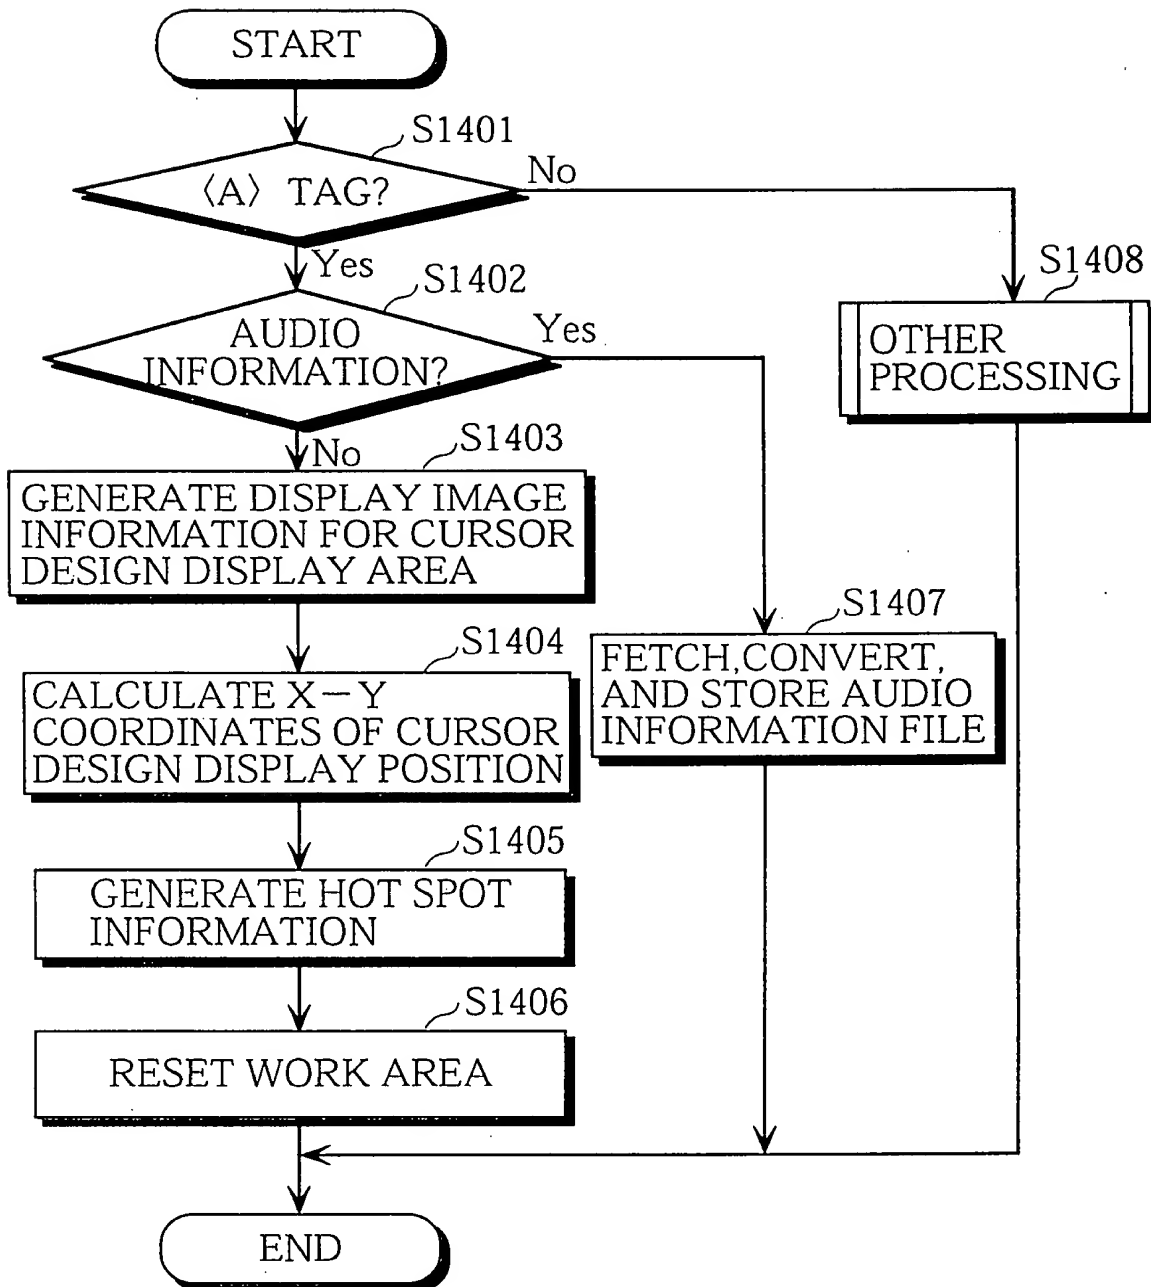 START
S1401
〈A〉 TAG?
No
Yes
S1402
AUDIO
INFORMATION?
Yes
S1408
OTHER
PROCESSING
No
S1403
GENERATE DISPLAY IMAGE
INFORMATION FOR CURSOR
DESIGN DISPLAY AREA
S1407
FETCH,CONVERT,
AND STORE AUDIO
INFORMATION FILE
S1404
CALCULATE X－Y
COORDINATES OF CURSOR
DESIGN DISPLAY POSITION
S1405
GENERATE HOT SPOT
INFORMATION
S1406
RESET WORK AREA
END